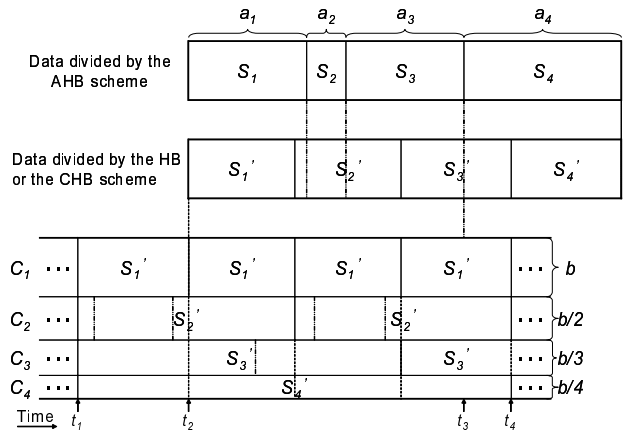 a1 a2 a3 a4
Data divided by the
AHB scheme
S1 S2 S3 S4
Data divided by the HB
or the CHB scheme
S1' S2' S3' S4'
C1 ... S1' S1' S1' S1' ... b
C2 ... S2' S2' ... b/2
C3 ... S3' S3' ... b/3
C4 ... S4' ... b/4
Time t1 t2 t3 t4